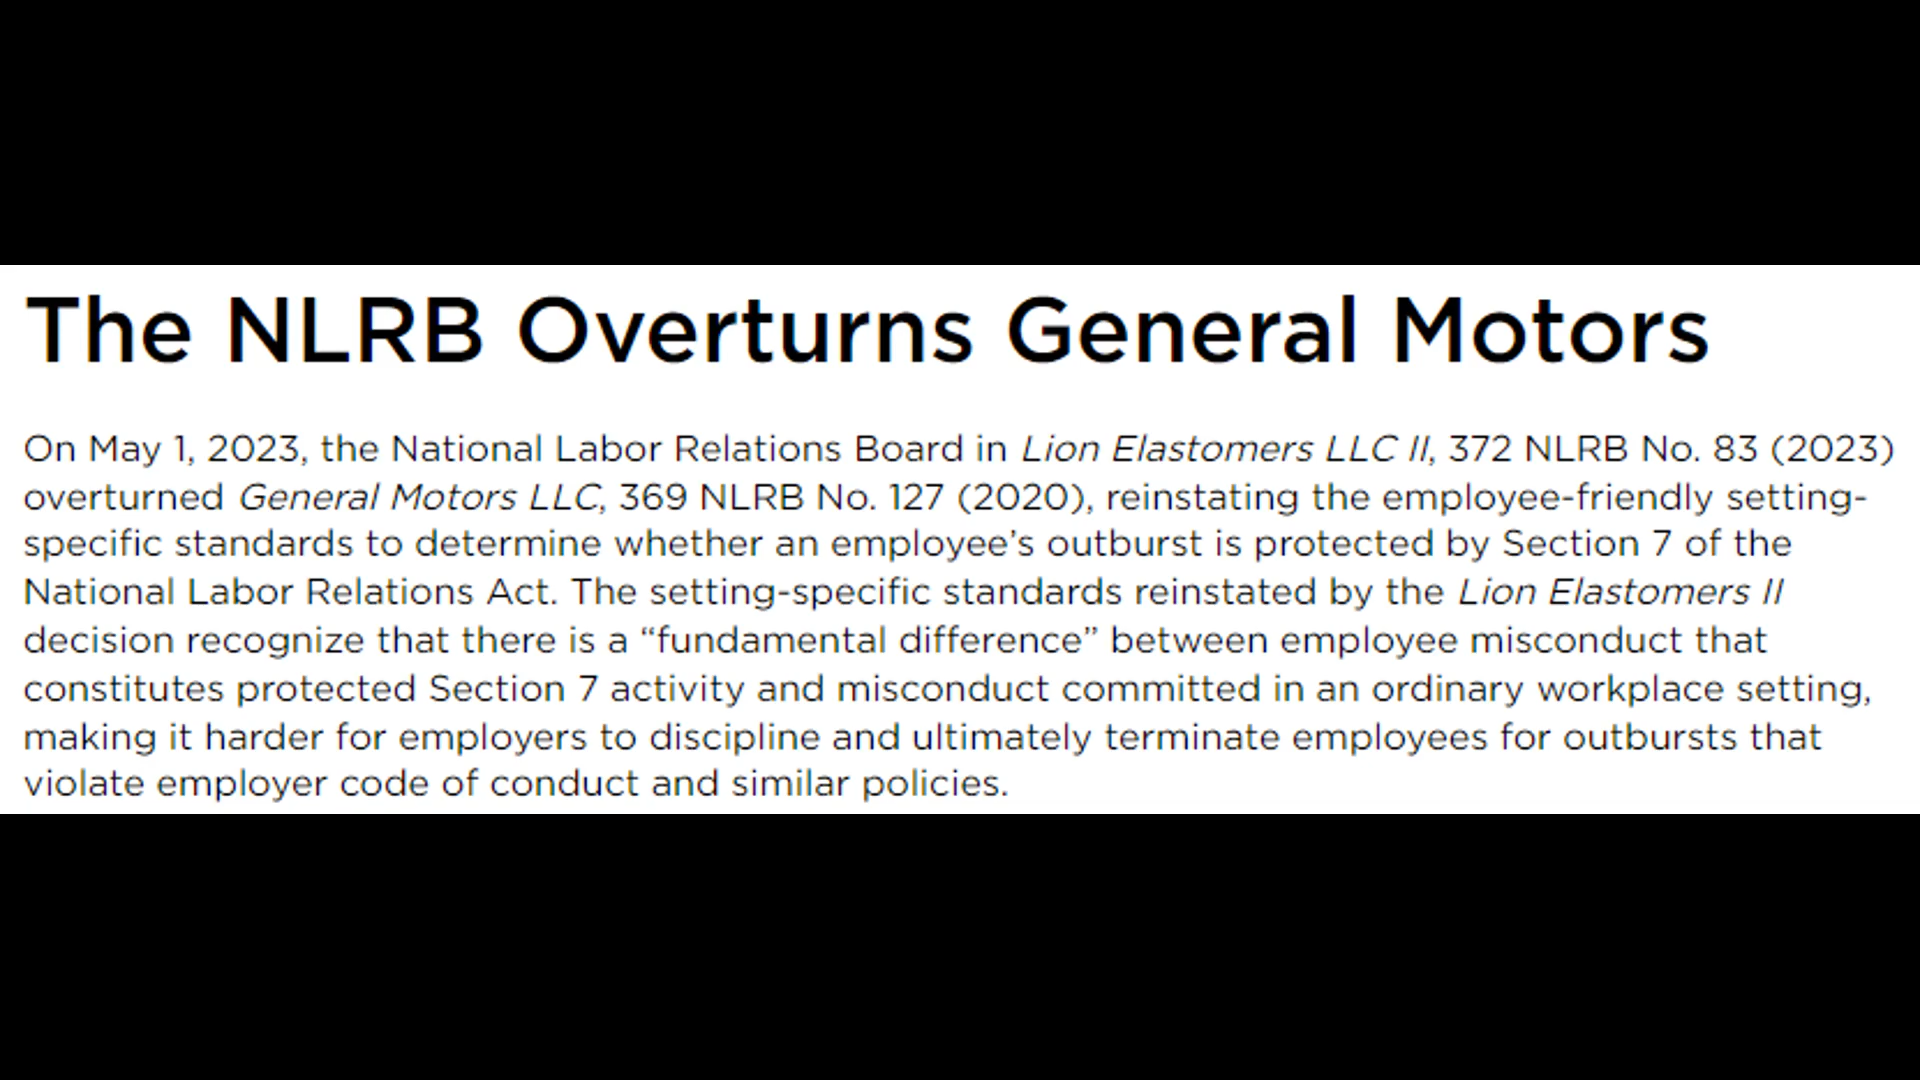 The NLRB Overturns General Motors
On May 1, 2023, the National Labor Relations Board in Lion Elastomers LLC II, 372 NLRB No. 83 (2023)
overturned General Motors LLC, 369 NLRB No. 127 (2020), reinstating the employee-friendly setting-
specific standards to determine whether an employee’s outburst is protected by Section 7 of the
National Labor Relations Act. The setting-specific standards reinstated by the Lion Elastomers II
decision recognize that there is a “fundamental difference” between employee misconduct that
constitutes protected Section 7 activity and misconduct committed in an ordinary workplace setting,
making it harder for employers to discipline and ultimately terminate employees for outbursts that
violate employer code of conduct and similar policies.